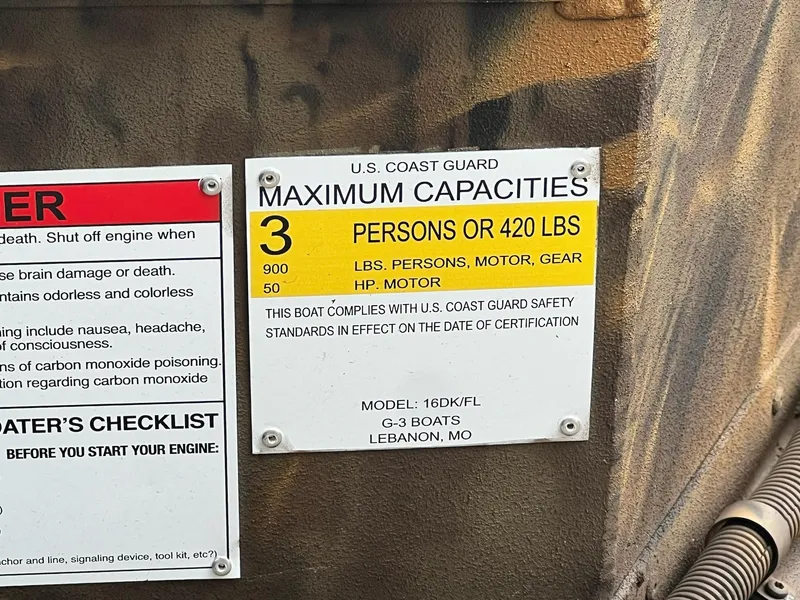 ER
death. Shut off engine when
se brain damage or death.
ntains odorless and colorless
ning include nausea, headache,
of consciousness.
ns of carbon monoxide poisoning.
tion regarding carbon monoxide
OATER'S CHECKLIST
BEFORE YOU START YOUR ENGINE:
)
chor and line, signaling device, tool kit, etc?)
U.S. COAST GUARD
MAXIMUM CAPACITIES
3 PERSONS OR 420 LBS
900 LBS. PERSONS, MOTOR, GEAR
50 HP. MOTOR
THIS BOAT COMPLIES WITH U.S. COAST GUARD SAFETY
STANDARDS IN EFFECT ON THE DATE OF CERTIFICATION
MODEL: 16DK/FL
G-3 BOATS
LEBANON, MO